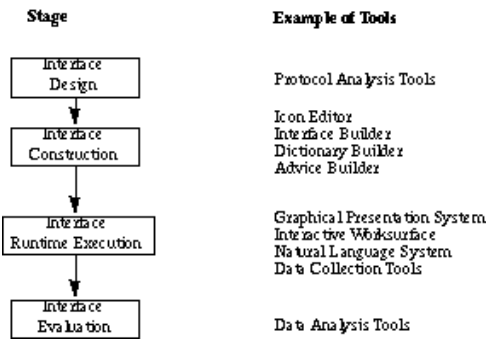 Stage
Example of Tools
Interface
Design
Protocol Analysis Tools
Interface
Construction
Icon Editor
Interface Builder
Dictionary Builder
Advice Builder
Interface
Runtime Execution
Graphical Presentation System
Interactive Worksurface
Natural Language System
Data Collection Tools
Interface
Evaluation
Data Analysis Tools